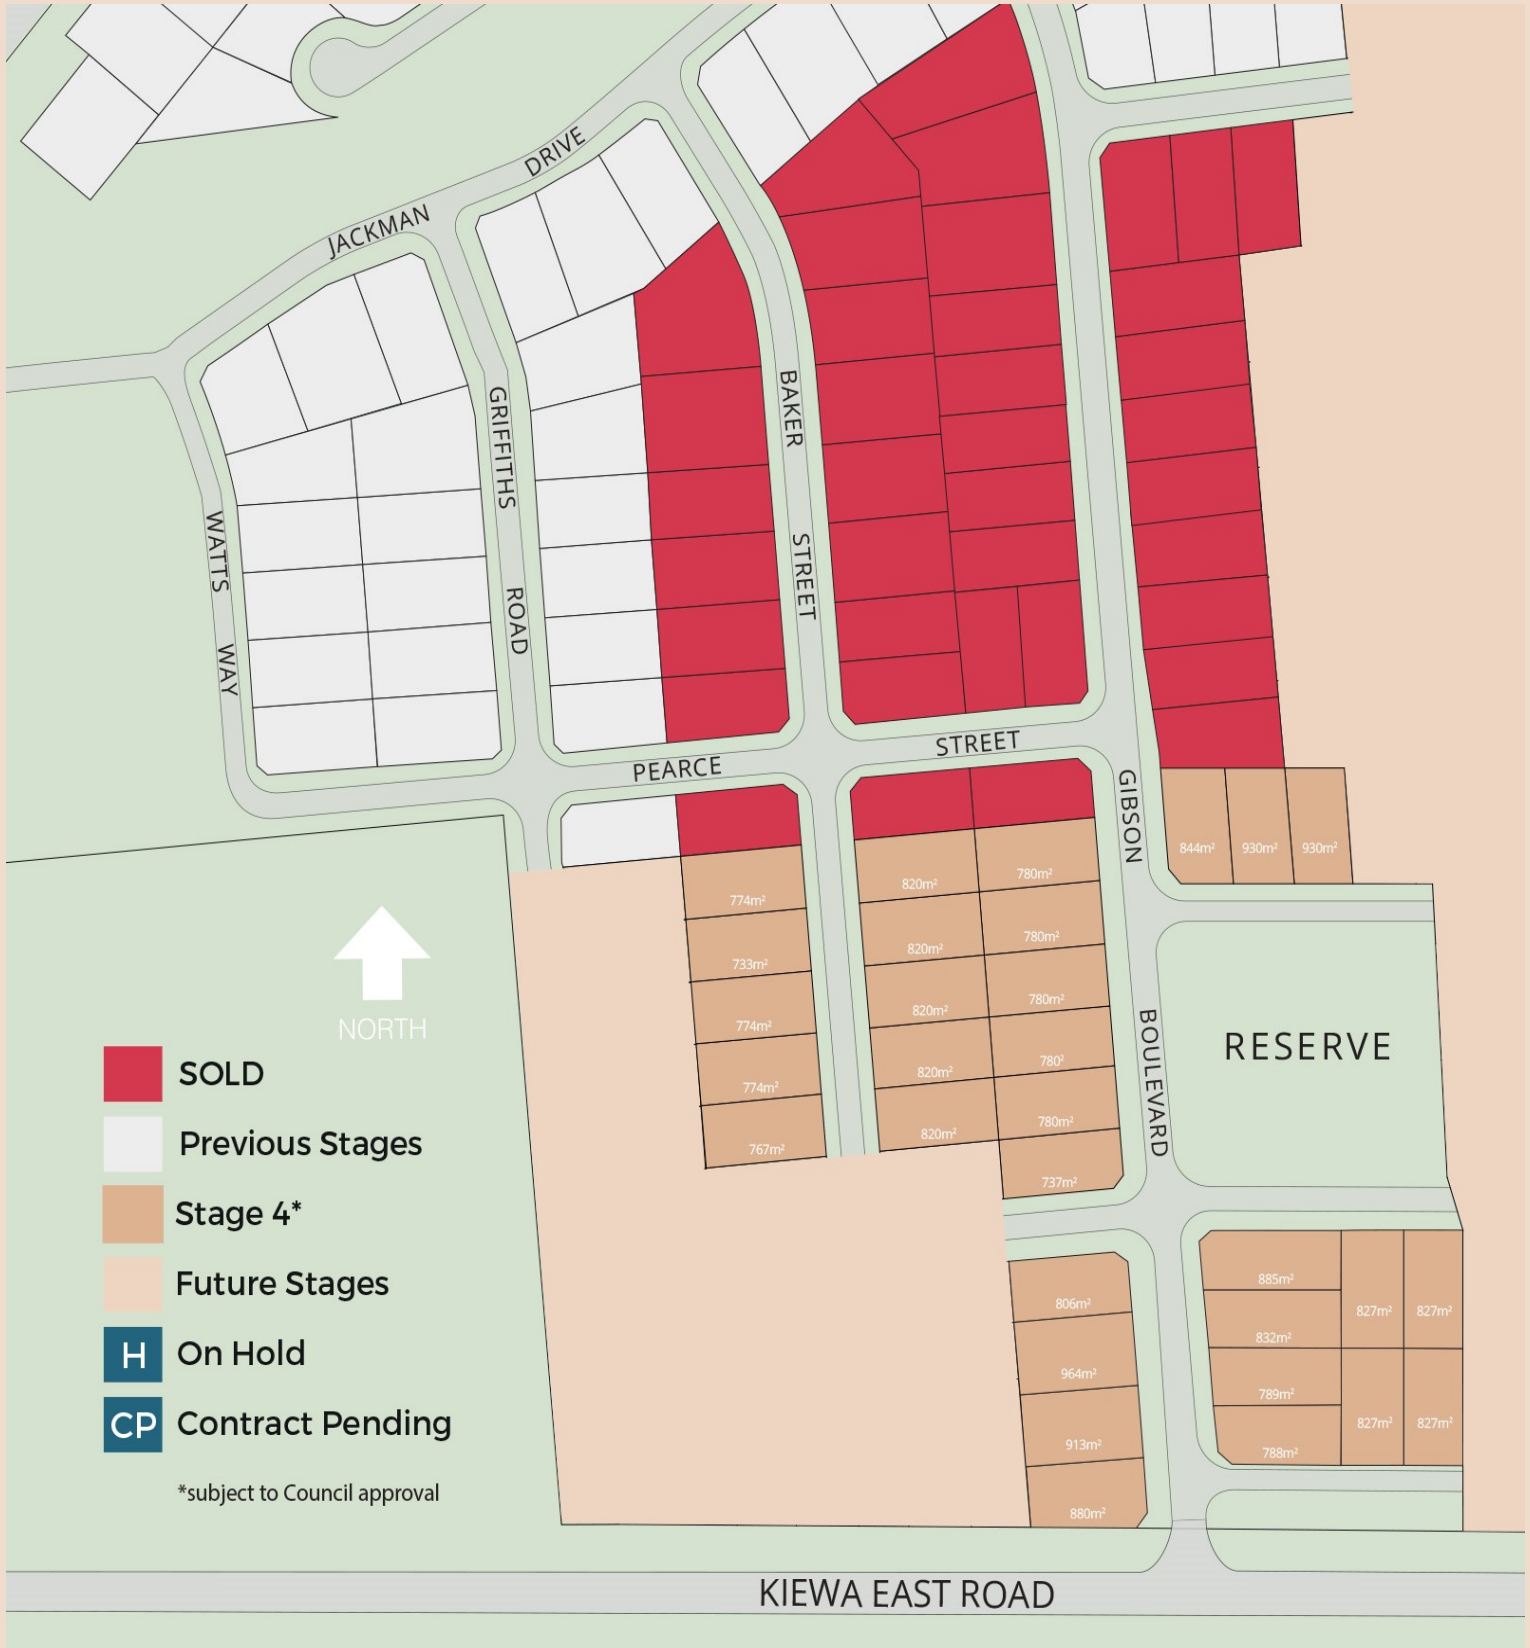 DRIVE
JACKMAN
BAKER
GRIFFITHS
WATTS
STREET
ROAD
WAY
STREET
PEARCE
GIBSON
844m²
930m²
930m²
774m²
820m²
780m²
733m²
820m²
780m²
774m²
820m²
780m²
774m²
820m²
780²
767m²
820m²
780m²
737m²
BOULEVARD
RESERVE
NORTH
SOLD
Previous Stages
Stage 4*
Future Stages
H On Hold
CP Contract Pending
*subject to Council approval
806m²
964m²
913m²
880m²
885m²
832m²
789m²
788m²
827m²
827m²
827m²
827m²
KIEWA EAST ROAD